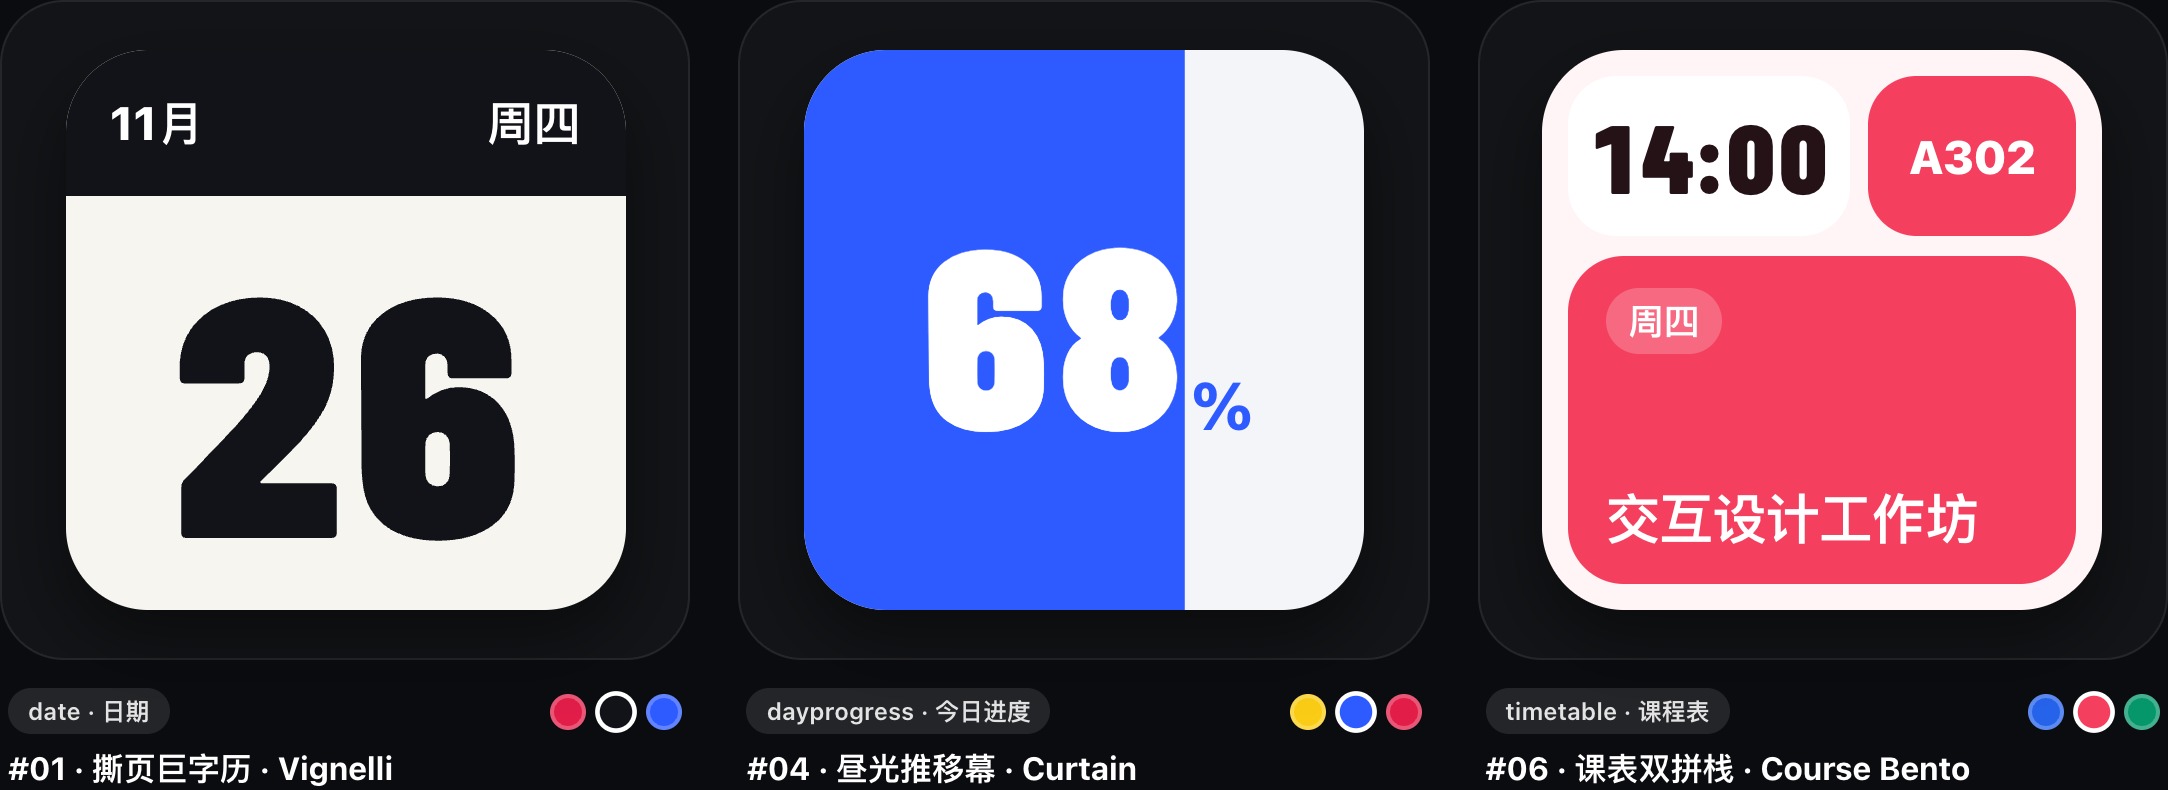 11月 周四
26
date · 日期
#01 · 撕页巨字历 · Vignelli
68%
dayprogress · 今日进度
#04 · 昼光推移幕 · Curtain
14:00 A302
周四
交互设计工作坊
timetable · 课程表
#06 · 课表双拼栈 · Course Bento